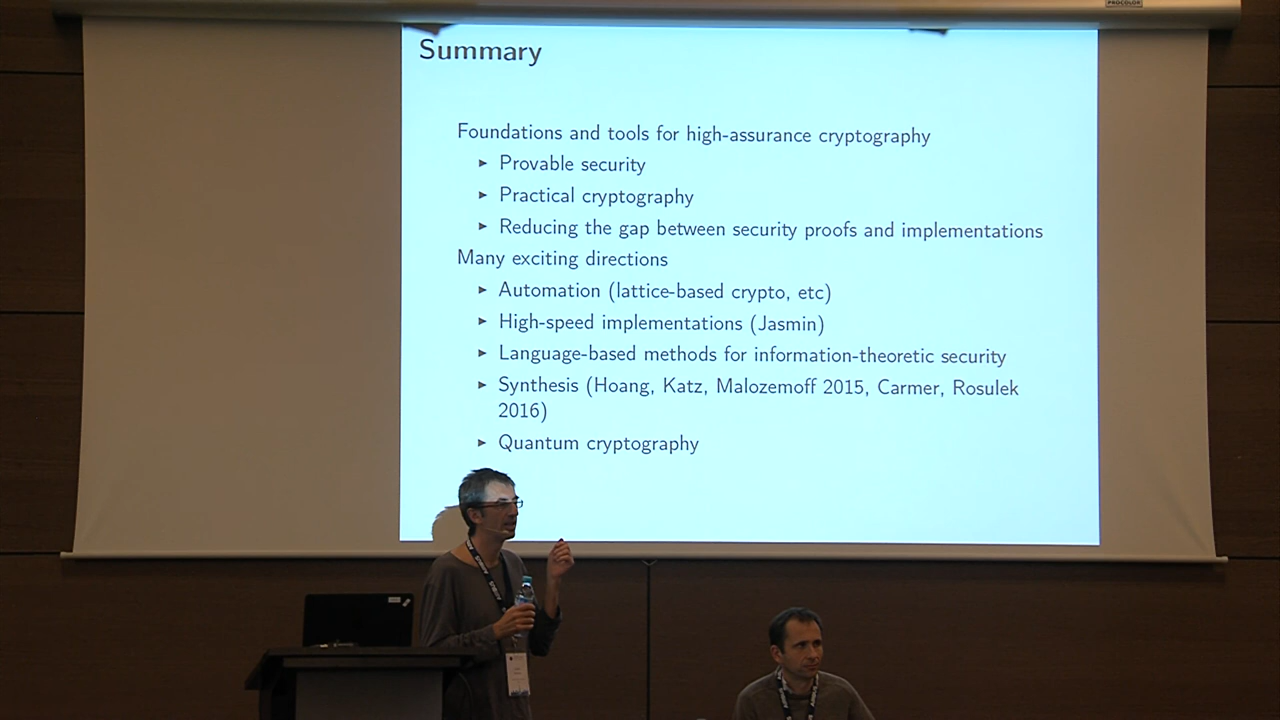 PROCOLOR
Summary
Foundations and tools for high-assurance cryptography
► Provable security
► Practical cryptography
► Reducing the gap between security proofs and implementations
Many exciting directions
► Automation (lattice-based crypto, etc)
► High-speed implementations (Jasmin)
► Language-based methods for information-theoretic security
► Synthesis (Hoang, Katz, Malozemoff 2015, Carmer, Rosulek
2016)
► Quantum cryptography